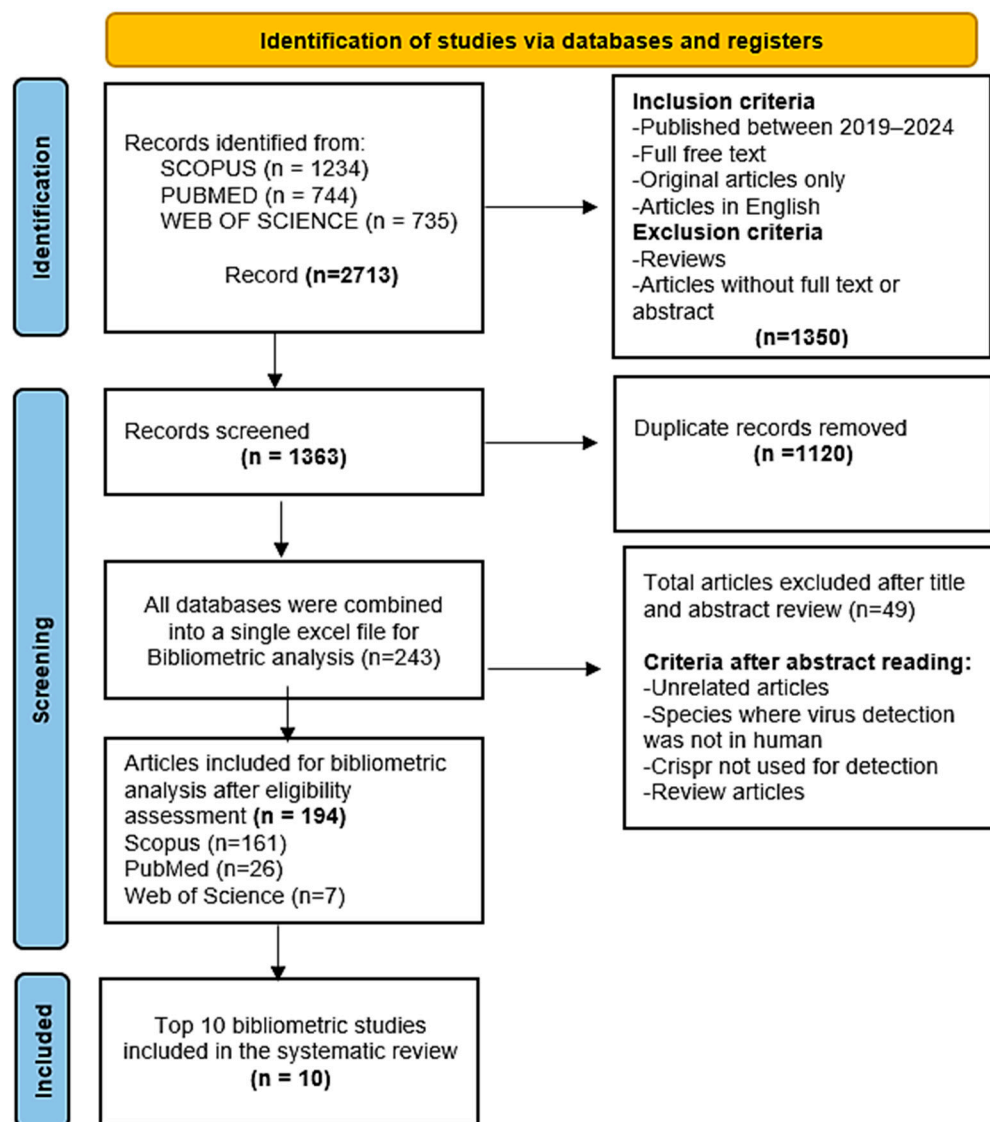 Identification of studies via databases and registers
Identification
Records identified from:
SCOPUS (n = 1234)
PUBMED (n = 744)
WEB OF SCIENCE (n = 735)
Record (n=2713)
Inclusion criteria
-Published between 2019–2024
-Full free text
-Original articles only
-Articles in English
Exclusion criteria
-Reviews
-Articles without full text or
abstract
(n=1350)
Screening
Records screened
(n = 1363)
Duplicate records removed
(n =1120)
All databases were combined
into a single excel file for
Bibliometric analysis (n=243)
Total articles excluded after title
and abstract review (n=49)
Criteria after abstract reading:
-Unrelated articles
-Species where virus detection
was not in human
-Crispr not used for detection
-Review articles
Articles included for bibliometric
analysis after eligibility
assessment (n = 194)
Scopus (n=161)
PubMed (n=26)
Web of Science (n=7)
Included
Top 10 bibliometric studies
included in the systematic review
(n = 10)